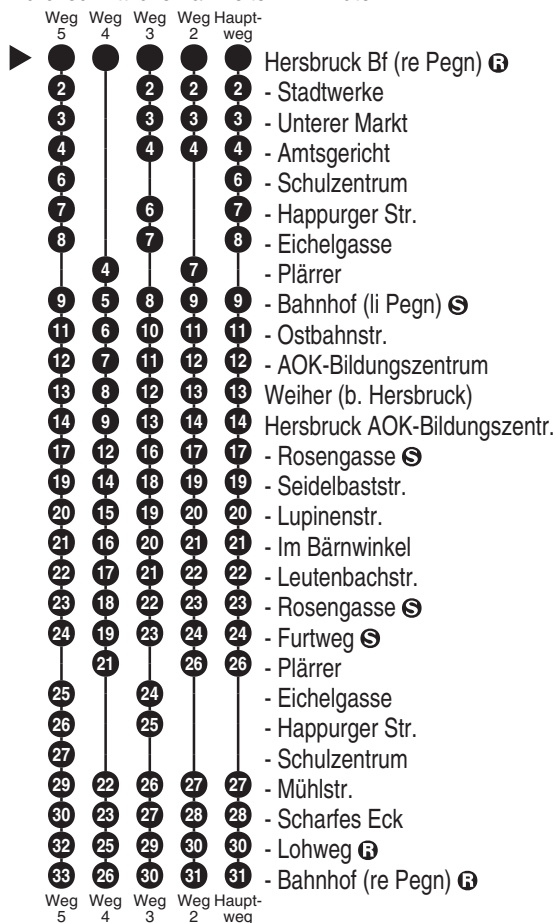 Weg Weg Weg Weg Haupt-
5 4 3 2 weg
Hersbruck Bf (re Pegn) R
2 2 2 2 - Stadtwerke
3 3 3 3 - Unterer Markt
4 4 4 4 - Amtsgericht
6 6 - Schulzentrum
7 6 7 - Happurger Str.
8 7 8 - Eichelgasse
4 7 - Plärrer
9 5 8 9 9 - Bahnhof (li Pegn) S
11 6 10 11 11 - Ostbahnstr.
12 7 11 12 12 - AOK-Bildungszentrum
13 8 12 13 13 Weiher (b. Hersbruck)
14 9 13 14 14 Hersbruck AOK-Bildungszentr.
17 12 16 17 17 - Rosengasse S
19 14 18 19 19 - Seidelbaststr.
20 15 19 20 20 - Lupinenstr.
21 16 20 21 21 - Im Bärnwinkel
22 17 21 22 22 - Leutenbachstr.
23 18 22 23 23 - Rosengasse S
24 19 23 24 24 - Furtweg S
21 26 26 - Plärrer
25 24 - Eichelgasse
26 25 - Happurger Str.
27 - Schulzentrum
29 22 26 27 27 - Mühlstr.
30 23 27 28 28 - Scharfes Eck
32 25 29 30 30 - Lohweg R
33 26 30 31 31 - Bahnhof (re Pegn) R
Weg Weg Weg Weg Haupt-
5 4 3 2 weg